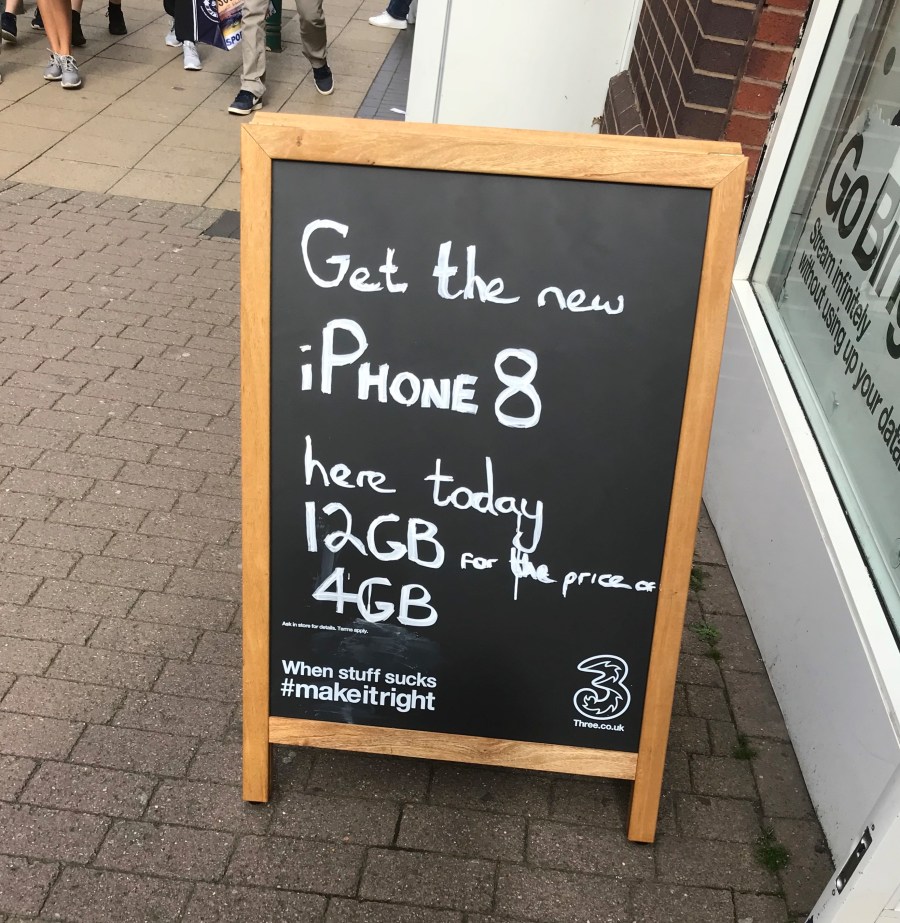 Get the new
iPHONE 8
here today
12GB for the price of
4GB
Ask in store for details. Terms apply.
When stuff sucks
#makeitright
3
Three.co.uk
Stream infinitely
without using up your data